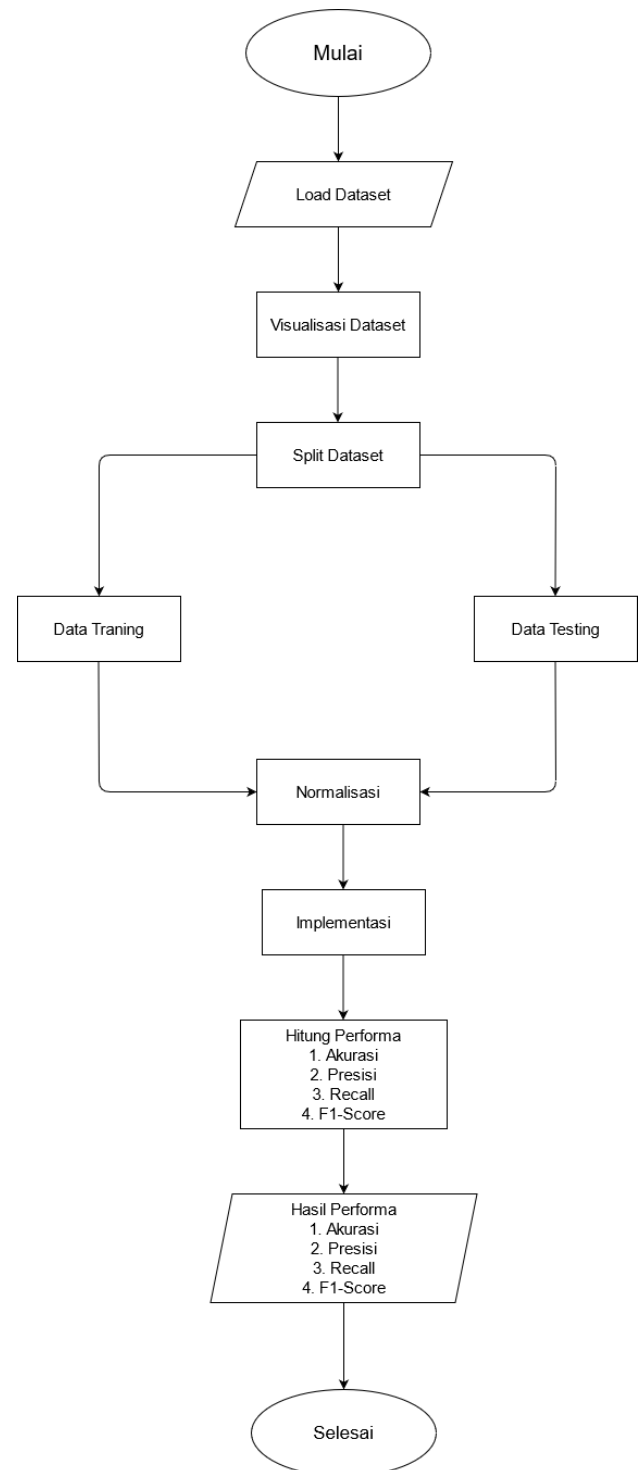 Mulai
Load Dataset
Visualisasi Dataset
Split Dataset
Data Traning
Data Testing
Normalisasi
Implementasi
Hitung Performa
1. Akurasi
2. Presisi
3. Recall
4. F1-Score
Hasil Performa
1. Akurasi
2. Presisi
3. Recall
4. F1-Score
Selesai